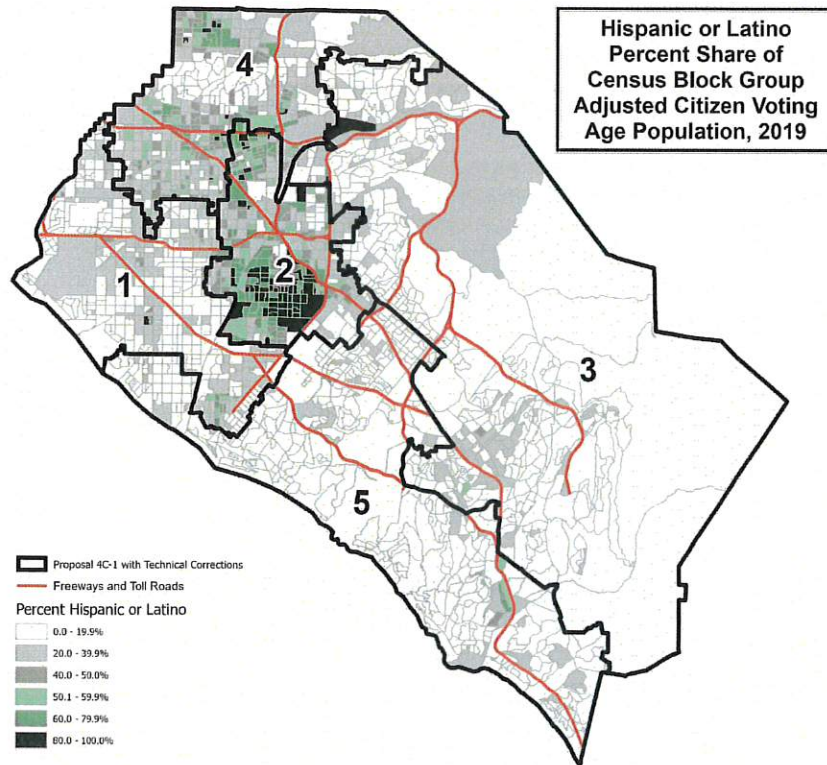 Hispanic or Latino
Percent Share of
Census Block Group
Adjusted Citizen Voting
Age Population, 2019
4
2
1
3
5
Proposal 4C-1 with Technical Corrections
Freeways and Toll Roads
Percent Hispanic or Latino
0.0 - 19.9%
20.0 - 39.9%
40.0 - 50.0%
50.1 - 59.9%
60.0 - 79.9%
80.0 - 100.0%